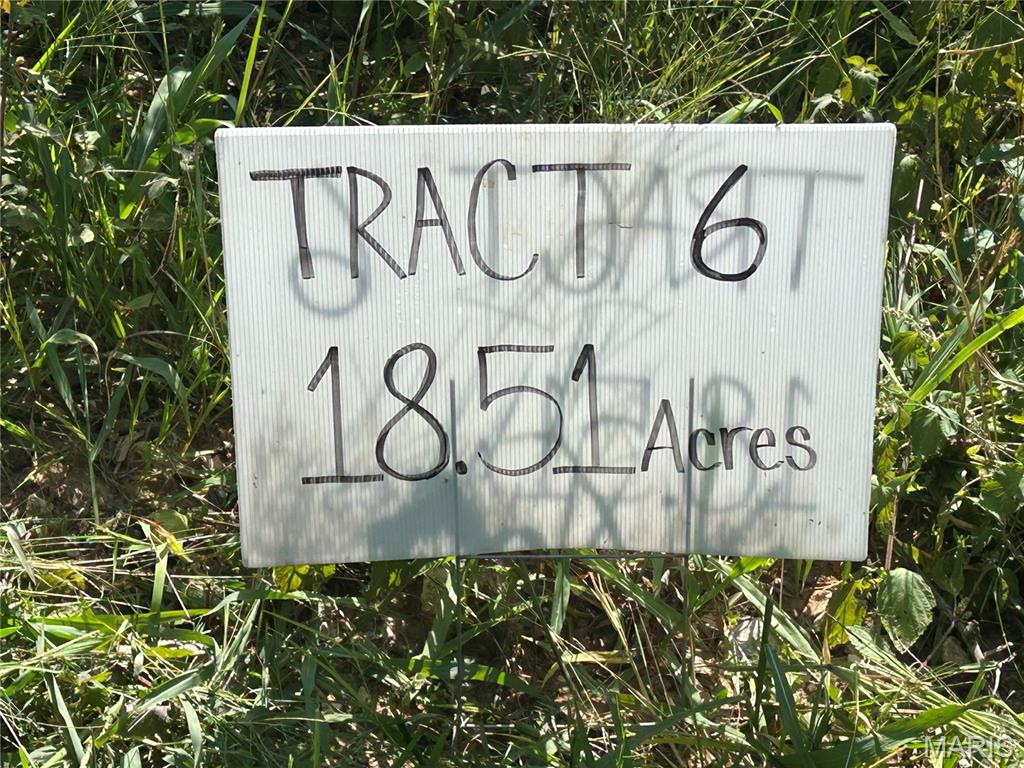 TRACT 6
18.51 Acres
MARIS